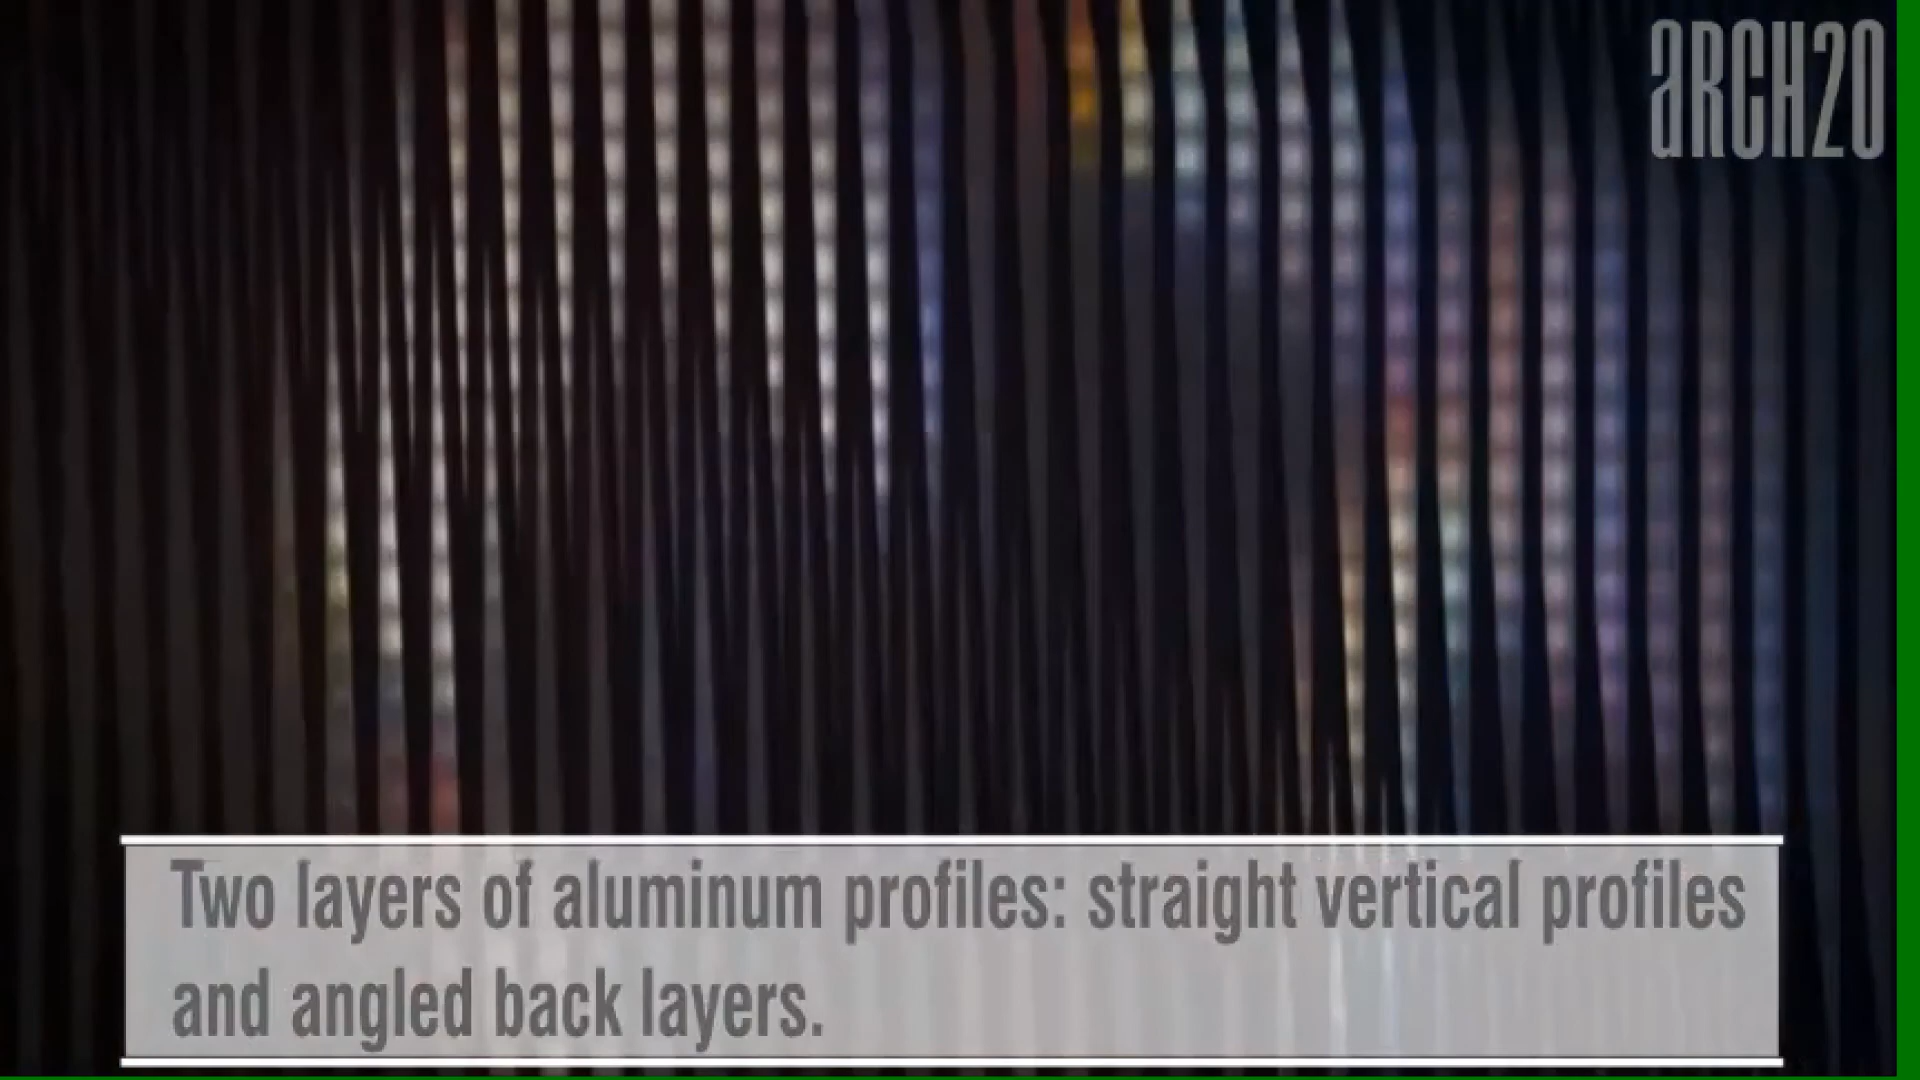 aRCH20
Two layers of aluminum profiles: straight vertical profiles
and angled back layers.